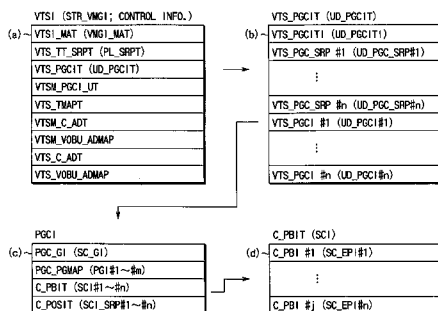 VTSI (STR_VMGI; CONTROL INFO.)
(a) VTSI_MAT (VMGI_MAT)
VTS_TT_SRPT (PL_SRPT)
VTS_PGCIT (UD_PGCIT)
VTSM_PGCI_UT
VTS_TMAPT
VTSM_C_ADT
VTSM_VOBU_ADMAP
VTS_C_ADT
VTS_VOBU_ADMAP
VTS_PGCIT (UD_PGCIT)
(b) VTS_PGCITI (UD_PGCITI)
VTS_PGC_SRP #1 (UD_PGC_SRP#1)
⋮
VTS_PGC_SRP #n (UD_PGC_SRP#n)
VTS_PGCI #1 (UD_PGCI#1)
⋮
VTS_PGCI #n (UD_PGCI#n)
PGCI
(c) PGC_GI (SC_GI)
PGC_PGMAP (PGI#1~#m)
C_PBIT (SCI#1~#n)
C_POSIT (SCI_SRP#1~#n)
C_PBIT (SCI)
(d) C_PBI #1 (SC_EPI#1)
⋮
C_PBI #j (SC_EPI#n)